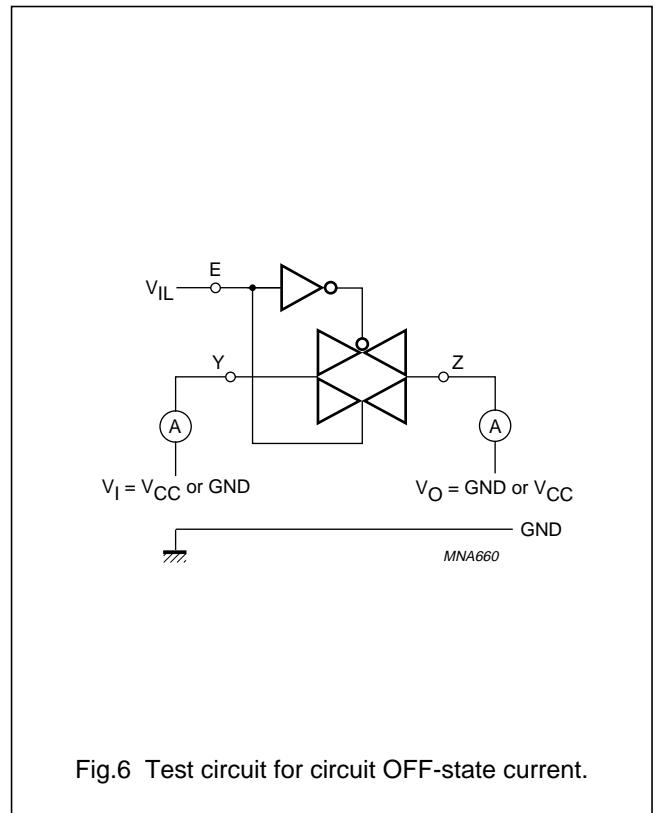 E
V_IL
Y
Z
A
A
V_I = V_CC or GND
V_O = GND or V_CC
GND
MNA660
Fig.6 Test circuit for circuit OFF-state current.